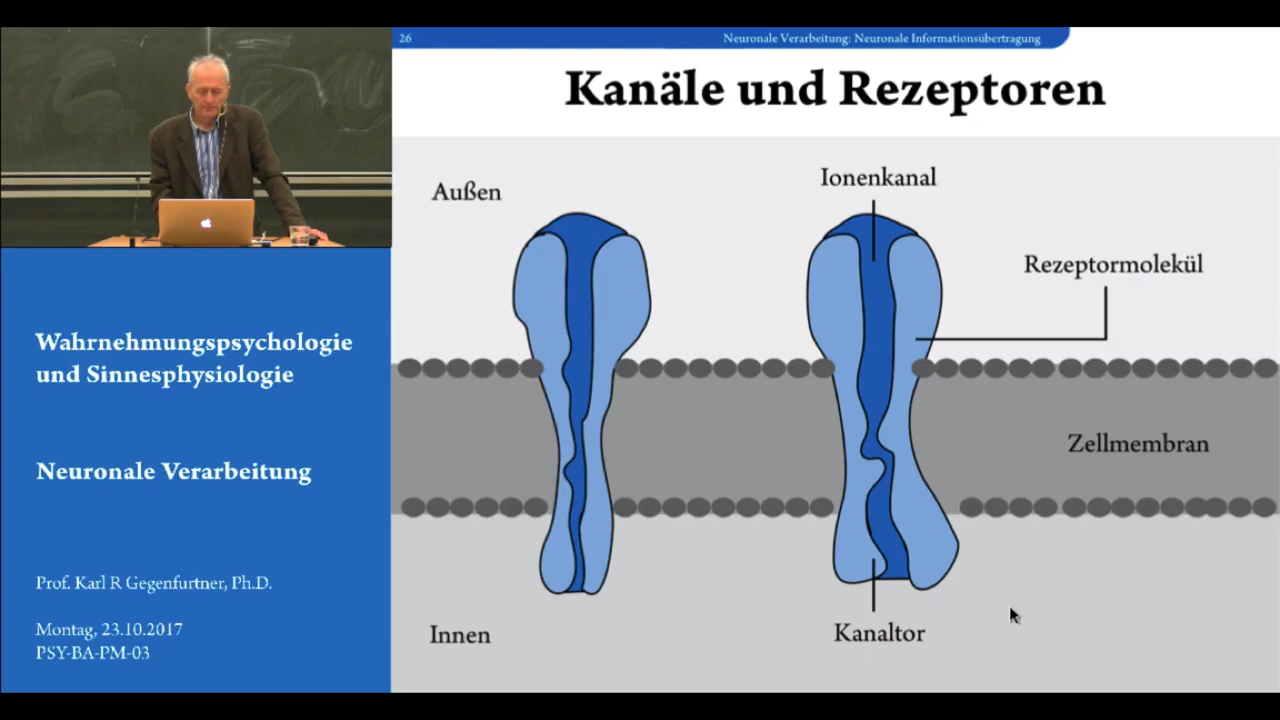 26
Neuronale Verarbeitung: Neuronale Informationsübertragung
Kanäle und Rezeptoren
Außen
Ionenkanal
Rezeptormolekül
Zellmembran
Innen
Kanaltor
Wahrnehmungspsychologie
und Sinnesphysiologie
Neuronale Verarbeitung
Prof. Karl R Gegenfurtner, Ph.D.
Montag, 23.10.2017
PSY-BA-PM-03